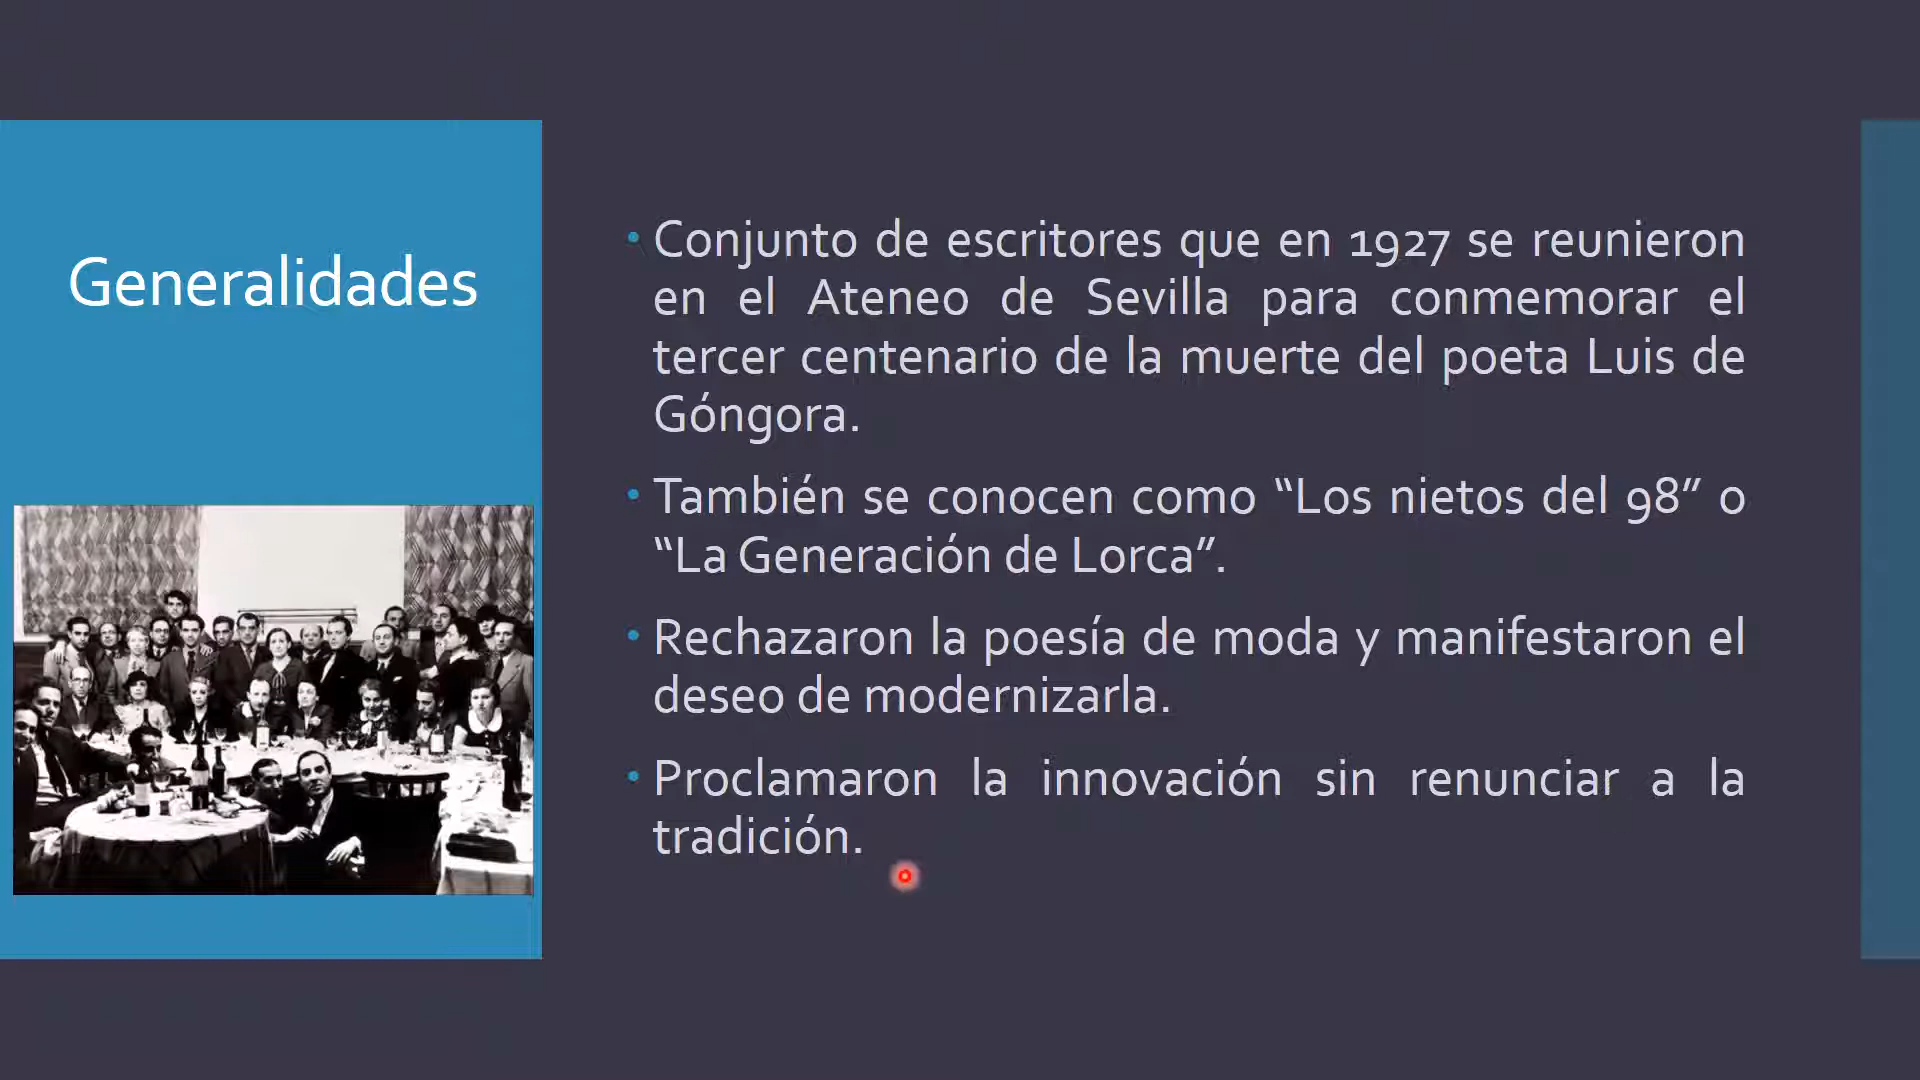 Generalidades
• Conjunto de escritores que en 1927 se reunieron
en el Ateneo de Sevilla para conmemorar el
tercer centenario de la muerte del poeta Luis de
Góngora.
• También se conocen como “Los nietos del 98” o
“La Generación de Lorca”.
• Rechazaron la poesía de moda y manifestaron el
deseo de modernizarla.
• Proclamaron la innovación sin renunciar a la
tradición.